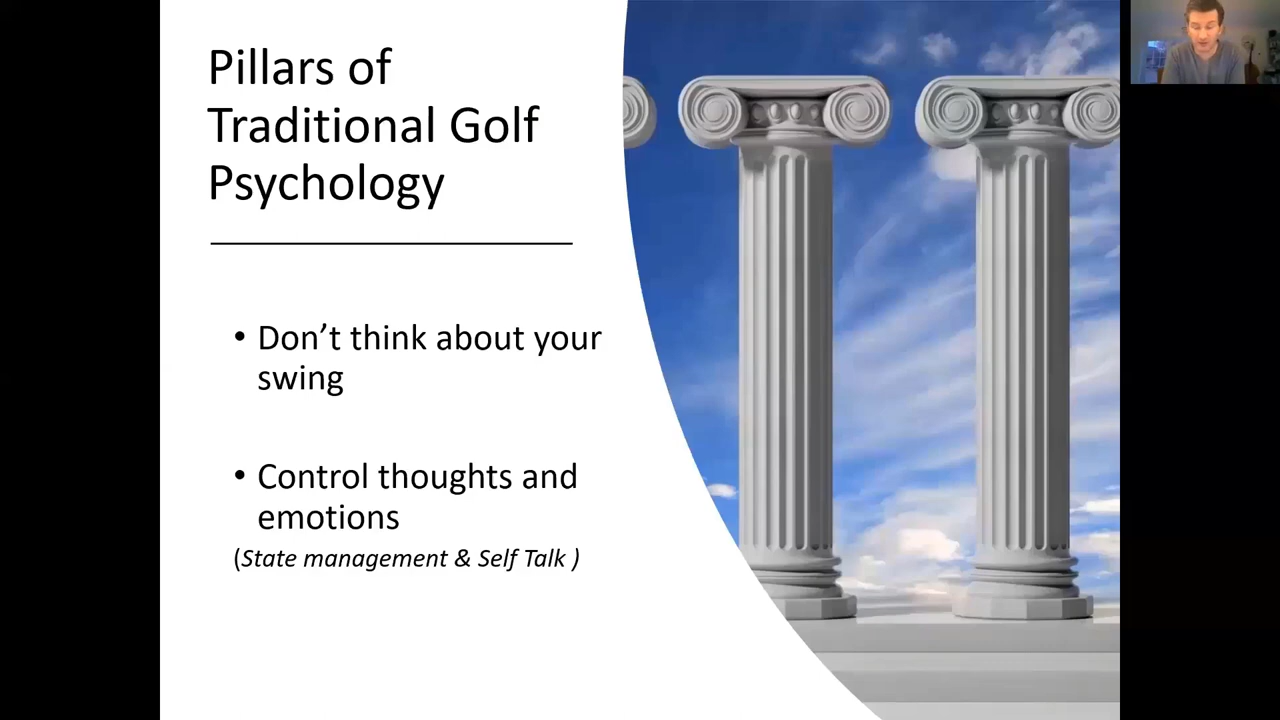 Pillars of
Traditional Golf
Psychology
• Don’t think about your
swing
• Control thoughts and
emotions
(State management & Self Talk )